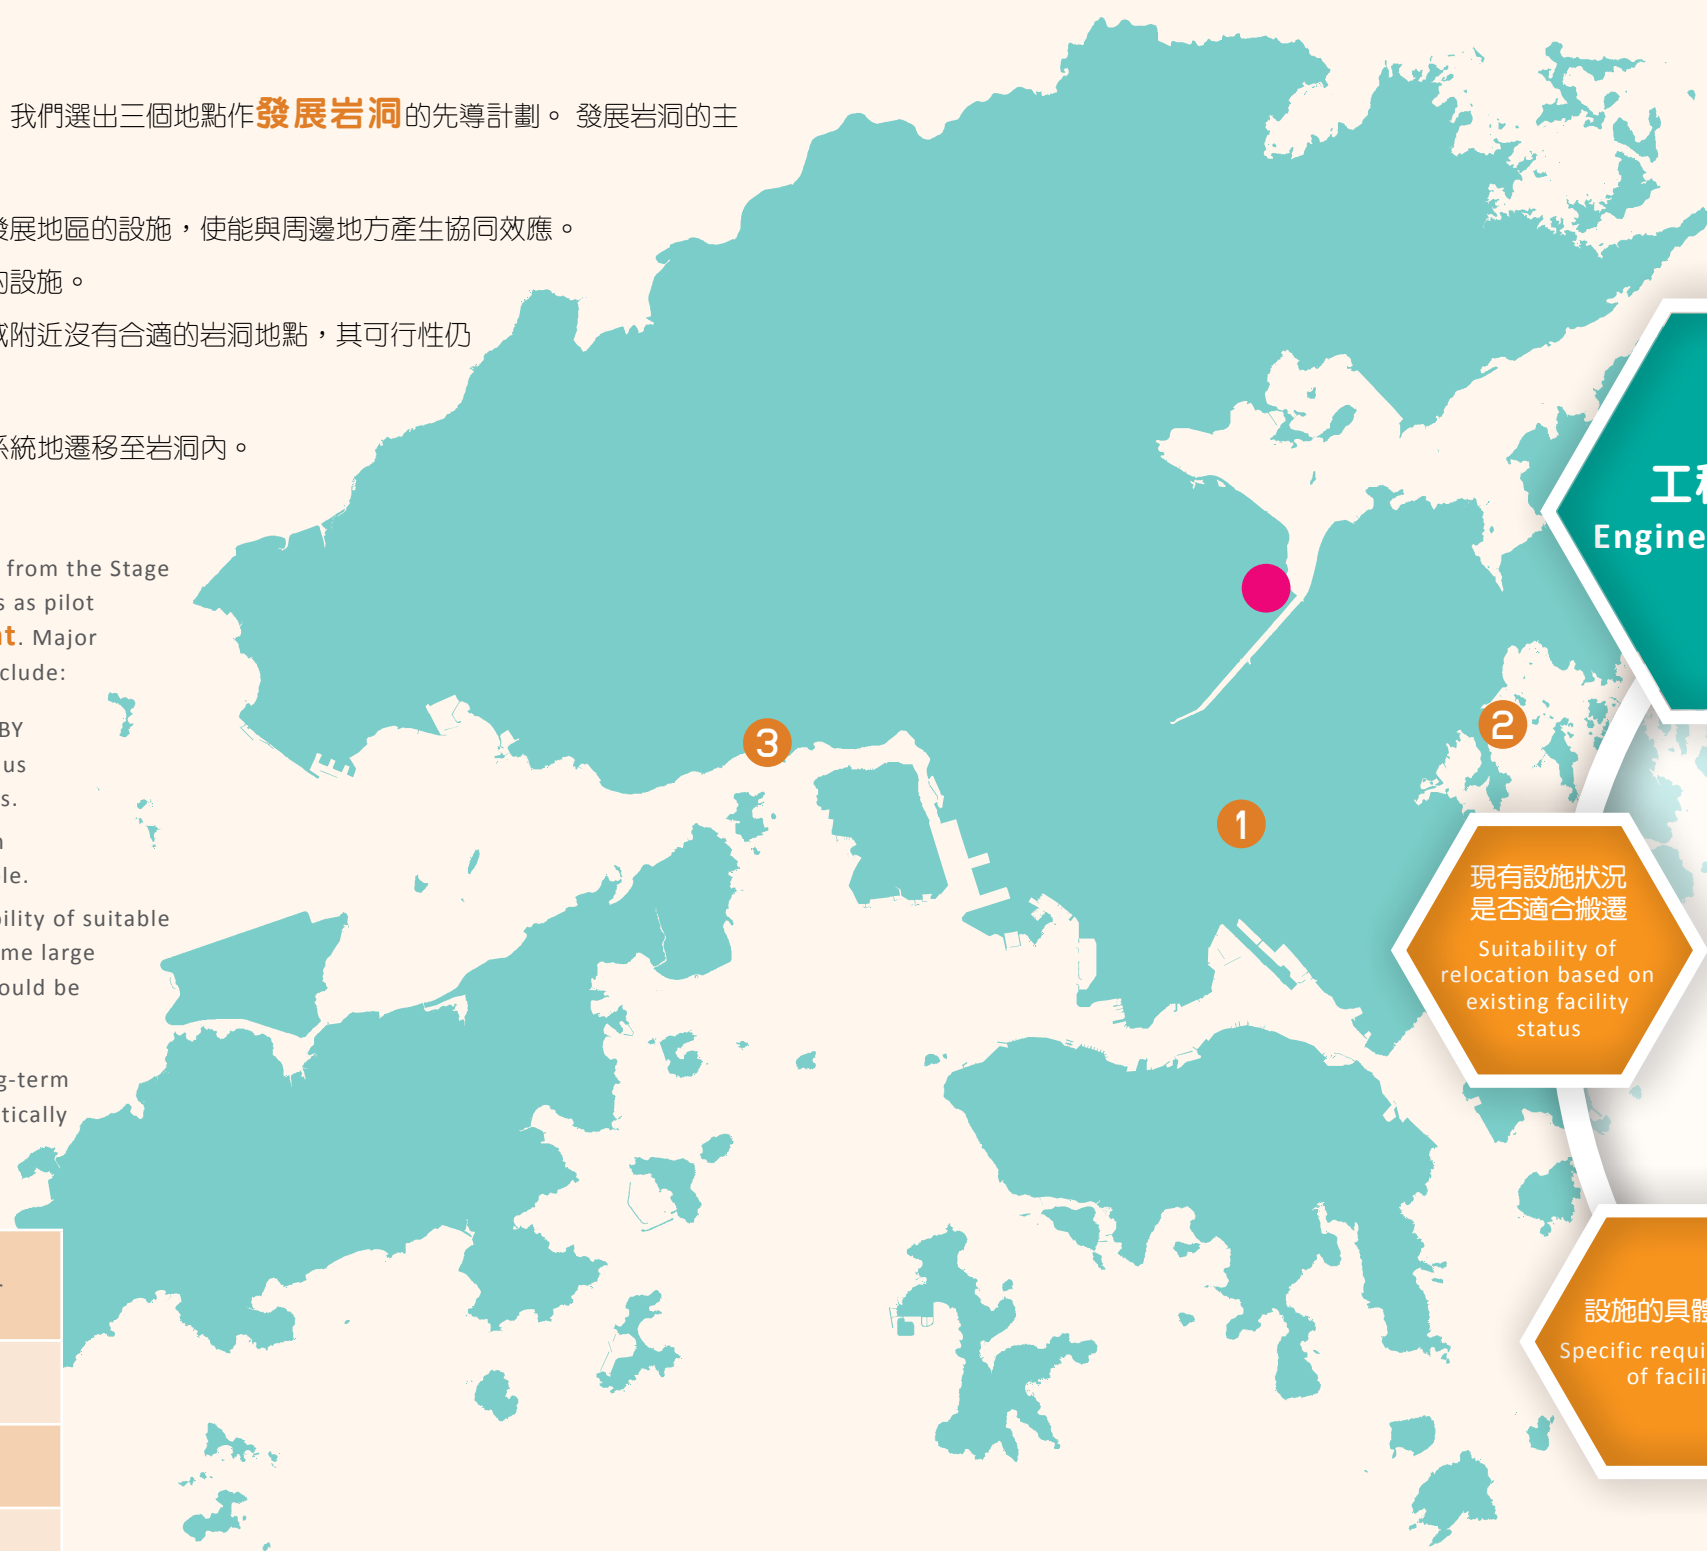 我們選出三個地點作發展岩洞的先導計劃。 發展岩洞的主
發展地區的設施，使能與周邊地方產生協同效應。
的設施。
附近沒有合適的岩洞地點，其可行性仍
系統地遷移至岩洞內。
from the Stage
as pilot
. Major
clude:
BY
us
s.
ility of suitable
me large
ould be
g-term
tically
3
2
1
工程
Engine
現有設施狀況
是否適合搬遷
Suitability of
relocation based on
existing facility
status
設施的具體
Specific requi
of facili